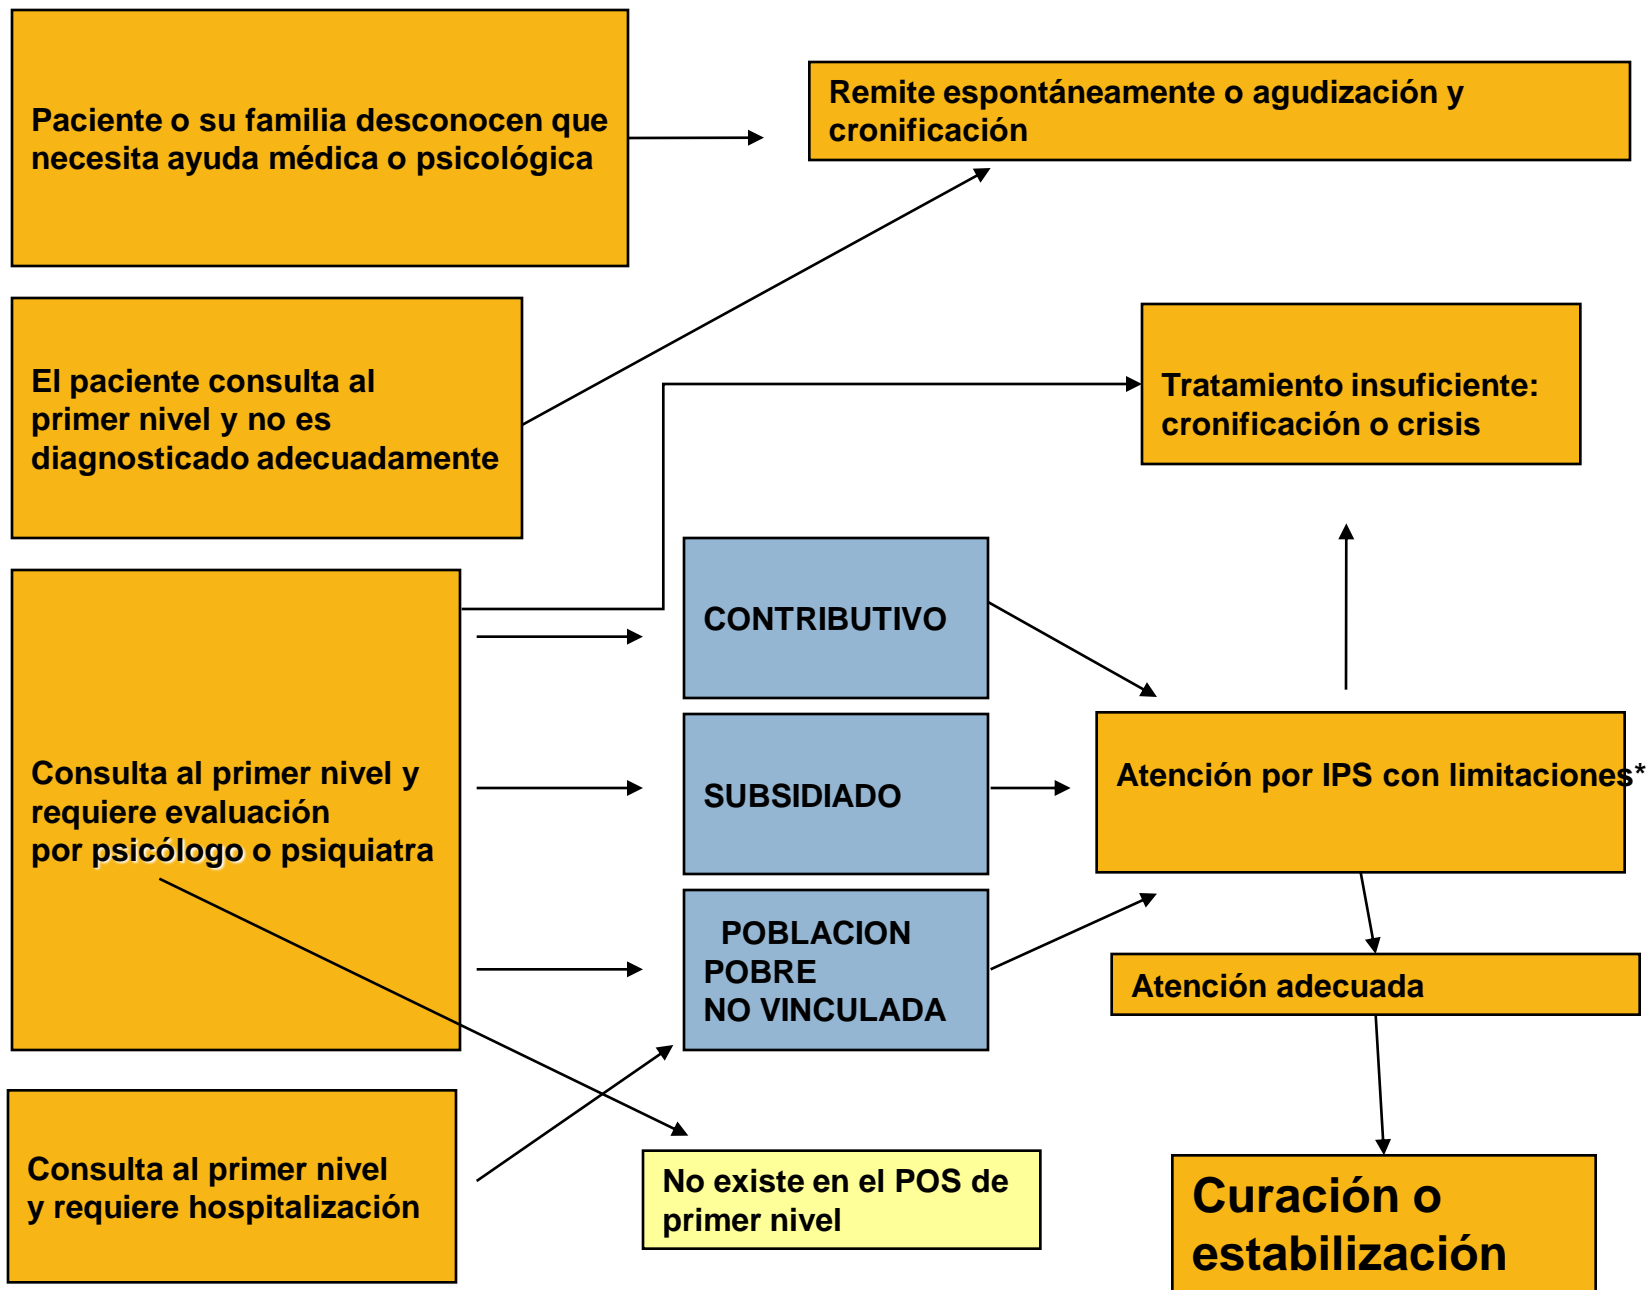 Paciente o su familia desconocen que
necesita ayuda médica o psicológica
Remite espontáneamente o agudización y
cronificación
El paciente consulta al
primer nivel y no es
diagnosticado adecuadamente
Tratamiento insuficiente:
cronificación o crisis
Consulta al primer nivel y
requiere evaluación
por psicólogo o psiquiatra
CONTRIBUTIVO
SUBSIDIADO
POBLACION
POBRE
NO VINCULADA
Atención por IPS con limitaciones*
Atención adecuada
Consulta al primer nivel
y requiere hospitalización
No existe en el POS de
primer nivel
Curación o
estabilización